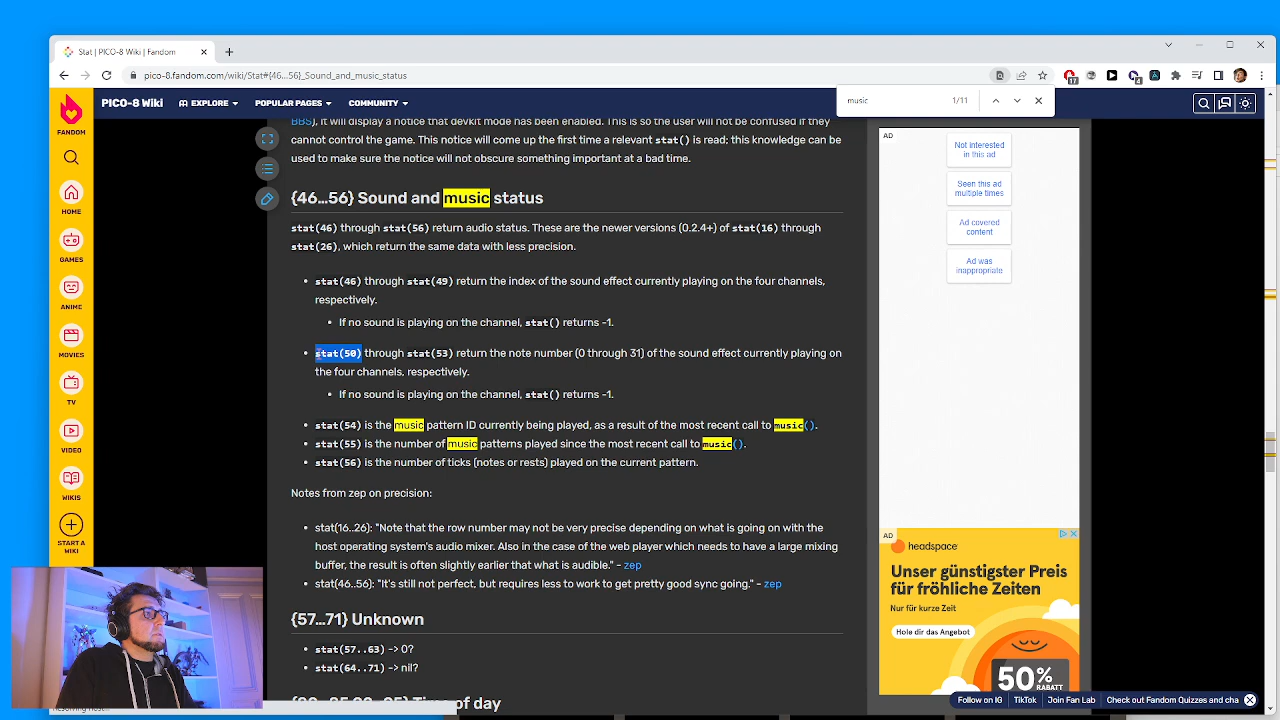 Stat | PICO-8 Wiki | Fandom
pico-8.fandom.com/wiki/Stat#{46...56}_Sound_and_music_status
17
4
music
1/11
FANDOM
PICO-8 Wiki
EXPLORE
POPULAR PAGES
COMMUNITY
HOME
GAMES
ANIME
MOVIES
TV
VIDEO
WIKIS
START A
WIKI
BBS), it will display a notice that devkit mode has been enabled. This is so the user will not be confused if they
cannot control the game. This notice will come up the first time a relevant stat() is read; this knowledge can be
used to make sure the notice will not obscure something important at a bad time.
46...56} Sound and music status
stat(46) through stat(56) return audio status. These are the newer versions (0.2.4c) of stat(16) through
stat(26), which return the same data with less precision.
stat(46) through stat(49) return the index of the sound effect currently playing on the four channels,
respectively.
If no sound is playing on the channel, stat() returns -1.
stat(50) through stat(53) return the note number (0 through 31) of the sound effect currently playing on
the four channels, respectively.
If no sound is playing on the channel, stat() returns -1.
stat(54) is the music pattern ID currently being played, as a result of the most recent call to music().
stat(55) is the number of music patterns played since the most recent call to music().
stat(56) is the number of ticks (notes or rests) played on the current pattern.
Notes from zep on precision:
stat(16..26): "Note that the row number may not be very precise depending on what is going on with the
host operating system's audio mixer. Also in the case of the web player which needs to have a large mixing
buffer, the result is often slightly earlier that what is audible." - zep
stat(46..56): "It's still not perfect, but requires less to work to get pretty good sync going." - zep
{57...71} Unknown
stat(57..63) -> 0?
stat(64..71) -> nil?
of day
AD
Not interested
in this ad
Seen this ad
multiple times
Ad covered
content
Ad was
inappropriate
AD
headspace
Unser günstigster Preis
für fröhliche Zeiten
Nur für kurze Zeit
Hole dir das Angebot
50%
RABATT
Follow on IG
TikTok
Join Fan Lab
Check out Fandom Quizzes and cha